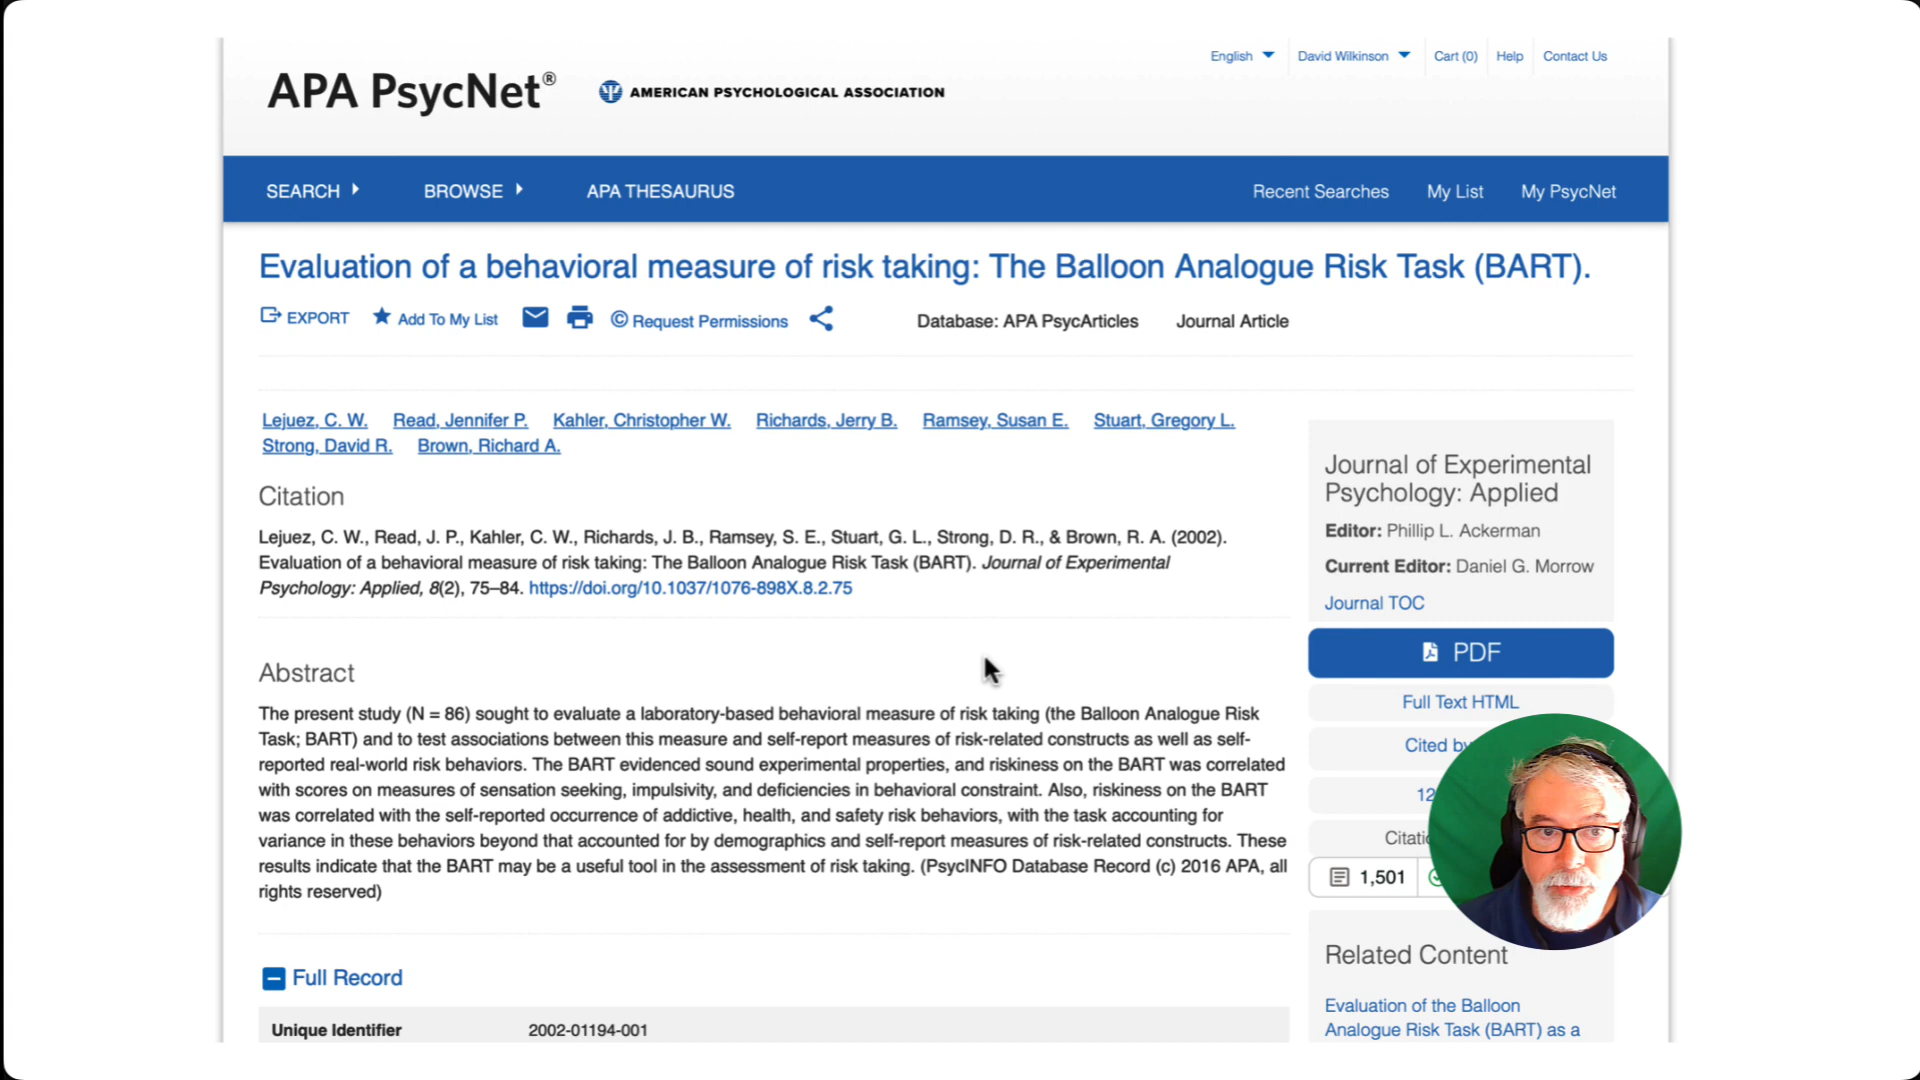 English
David Wilkinson
Cart (0)
Help
Contact Us
APA PsycNet®
AMERICAN PSYCHOLOGICAL ASSOCIATION
SEARCH
BROWSE
APA THESAURUS
Recent Searches
My List
My PsycNet
Evaluation of a behavioral measure of risk taking: The Balloon Analogue Risk Task (BART).
EXPORT
Add To My List
© Request Permissions
Database: APA PsycArticles
Journal Article
Lejuez, C. W. Read, Jennifer P. Kahler, Christopher W. Richards, Jerry B. Ramsey, Susan E. Stuart, Gregory L.
Strong, David R. Brown, Richard A.
Citation
Lejuez, C. W., Read, J. P., Kahler, C. W., Richards, J. B., Ramsey, S. E., Stuart, G. L., Strong, D. R., & Brown, R. A. (2002).
Evaluation of a behavioral measure of risk taking: The Balloon Analogue Risk Task (BART). Journal of Experimental
Psychology: Applied, 8(2), 75–84. https://doi.org/10.1037/1076-898X.8.2.75
Abstract
The present study (N = 86) sought to evaluate a laboratory-based behavioral measure of risk taking (the Balloon Analogue Risk
Task; BART) and to test associations between this measure and self-report measures of risk-related constructs as well as self-
reported real-world risk behaviors. The BART evidenced sound experimental properties, and riskiness on the BART was correlated
with scores on measures of sensation seeking, impulsivity, and deficiencies in behavioral constraint. Also, riskiness on the BART
was correlated with the self-reported occurrence of addictive, health, and safety risk behaviors, with the task accounting for
variance in these behaviors beyond that accounted for by demographics and self-report measures of risk-related constructs. These
results indicate that the BART may be a useful tool in the assessment of risk taking. (PsycINFO Database Record (c) 2016 APA, all
rights reserved)
Full Record
Unique Identifier 2002-01194-001
Journal of Experimental
Psychology: Applied
Editor: Phillip L. Ackerman
Current Editor: Daniel G. Morrow
Journal TOC
PDF
Full Text HTML
Cited by
12
1,501
Related Content
Evaluation of the Balloon
Analogue Risk Task (BART) as a